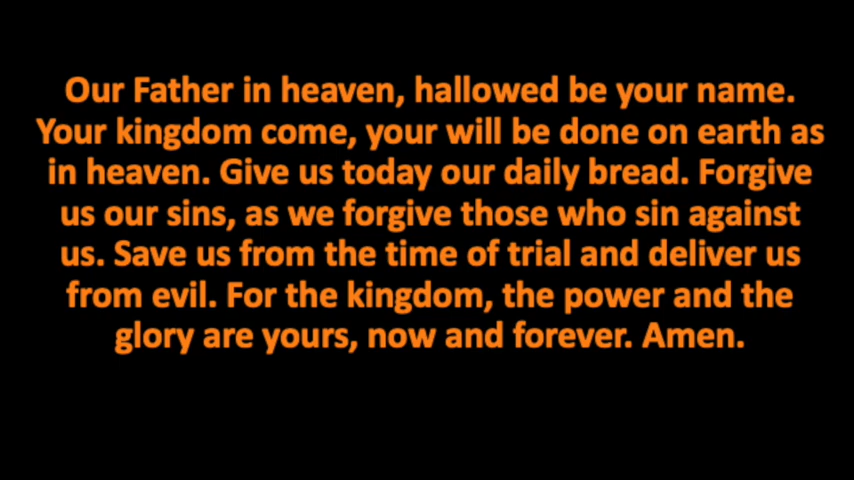 Our Father in heaven, hallowed be your name.
Your kingdom come, your will be done on earth as
in heaven. Give us today our daily bread. Forgive
us our sins, as we forgive those who sin against
us. Save us from the time of trial and deliver us
from evil. For the kingdom, the power and the
glory are yours, now and forever. Amen.